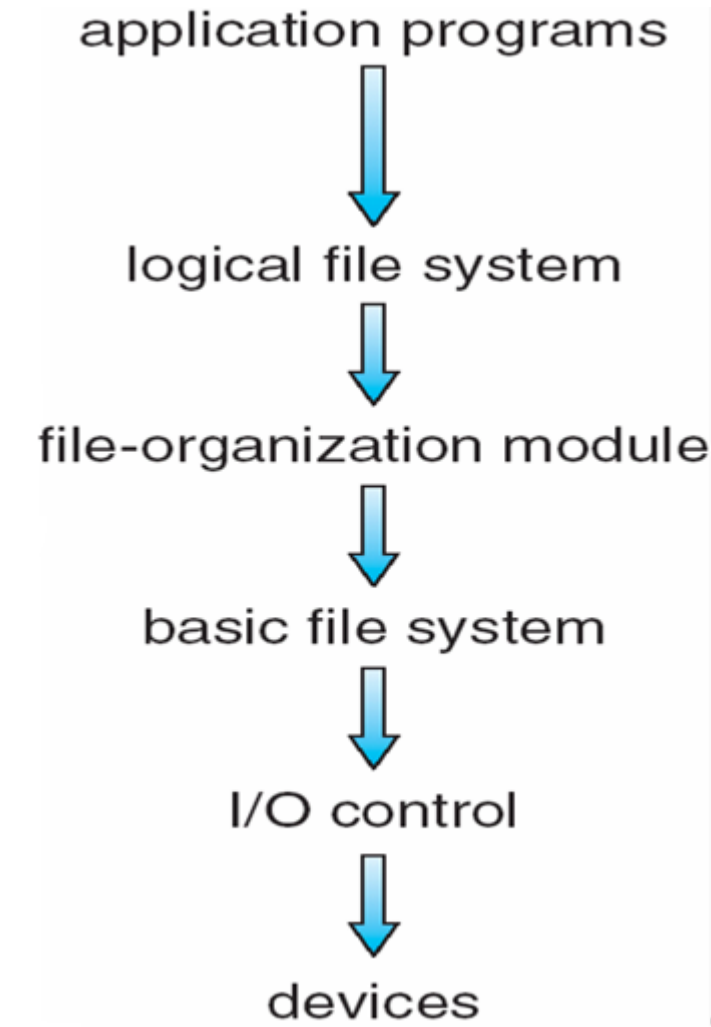 application programs
logical file system
file-organization module
basic file system
I/O control
devices